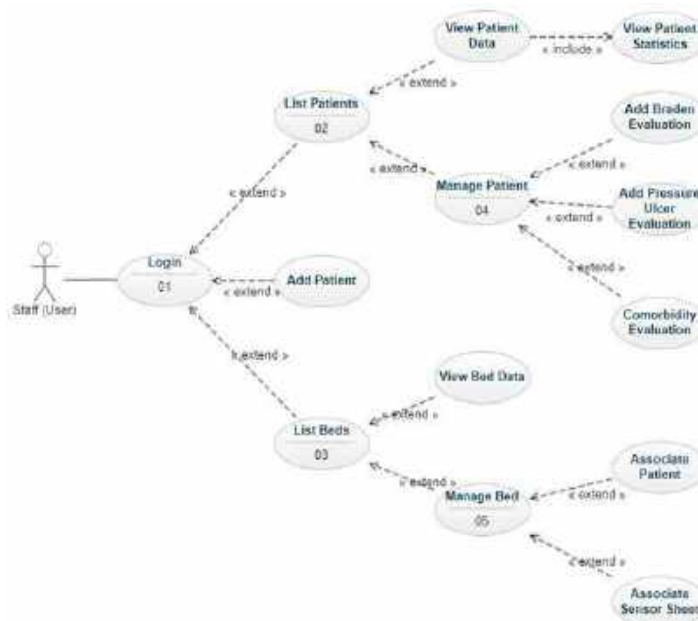 View Patient
Data
« include »
View Patient
Statistics
« extend »
List Patients
02
Add Braden
Evaluation
« extend »
« extend »
Manage Patient
04
« extend »
Add Pressure
Ulcer
Evaluation
« extend »
« extend »
Login
01
Staff (User)
« extend »
Add Patient
Comorbidity
Evaluation
« extend »
View Bed Data
« extend »
List Beds
03
« extend »
Manage Bed
05
Associate
Patient
« extend »
« extend »
Associate
Sensor Sheet